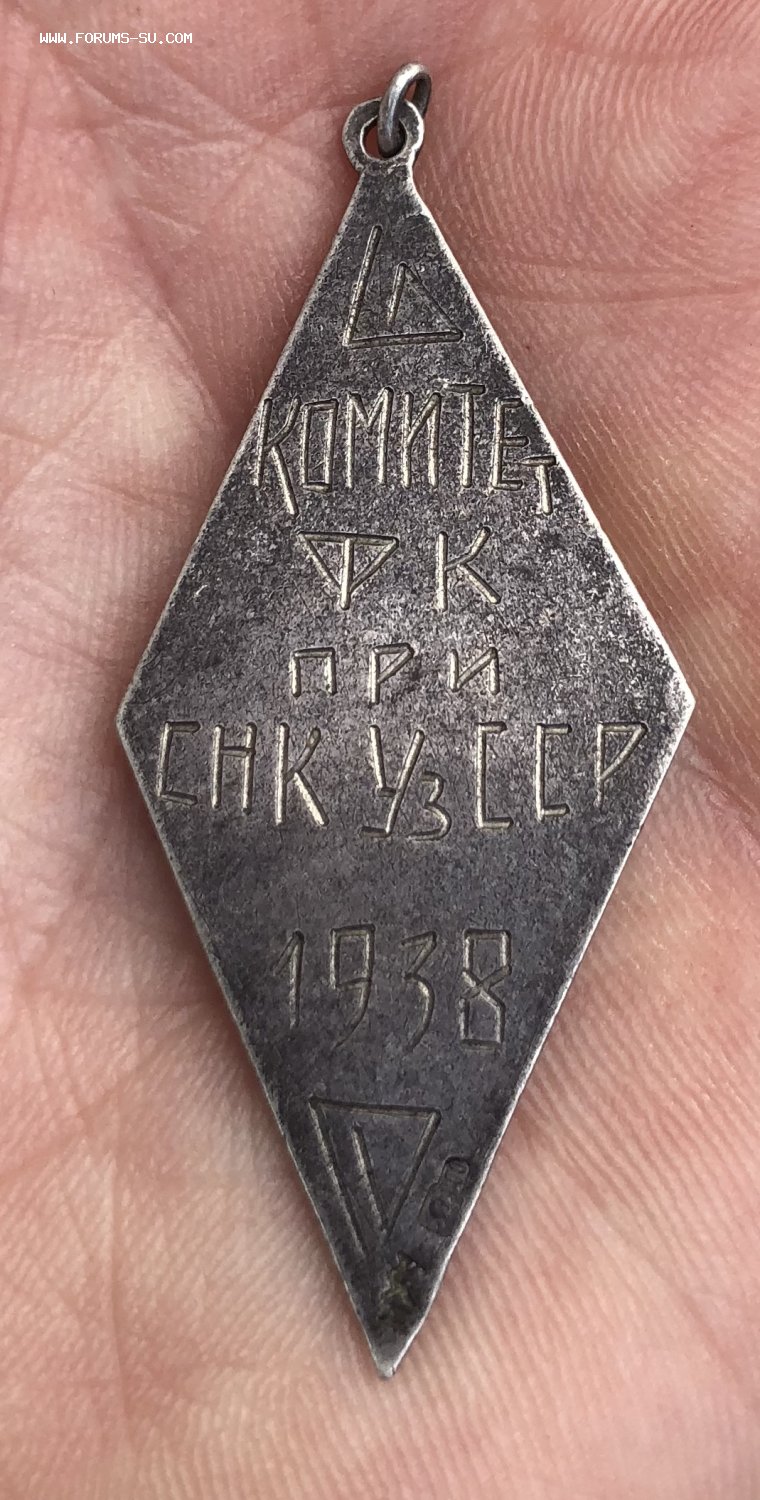 WWW.FORUMS-SU.COM
КОМИТЕТ
ФК
ПРИ
СНК УзССР
1938